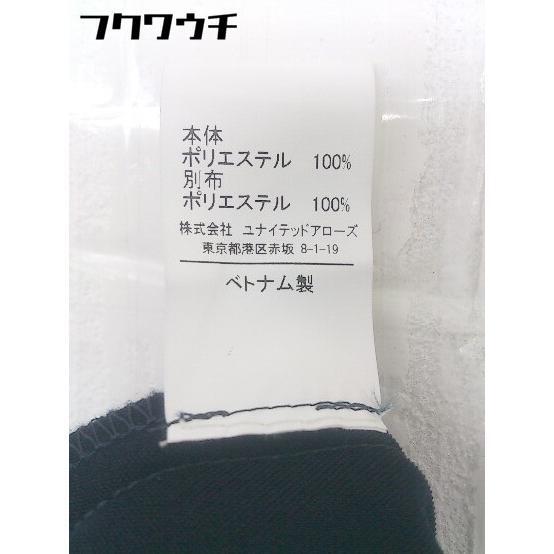 フクワウチ
本体
ポリエステル 100%
別布
ポリエステル 100%
株式会社 ユナイテッドアローズ
東京都港区赤坂 8-1-19
ベトナム製